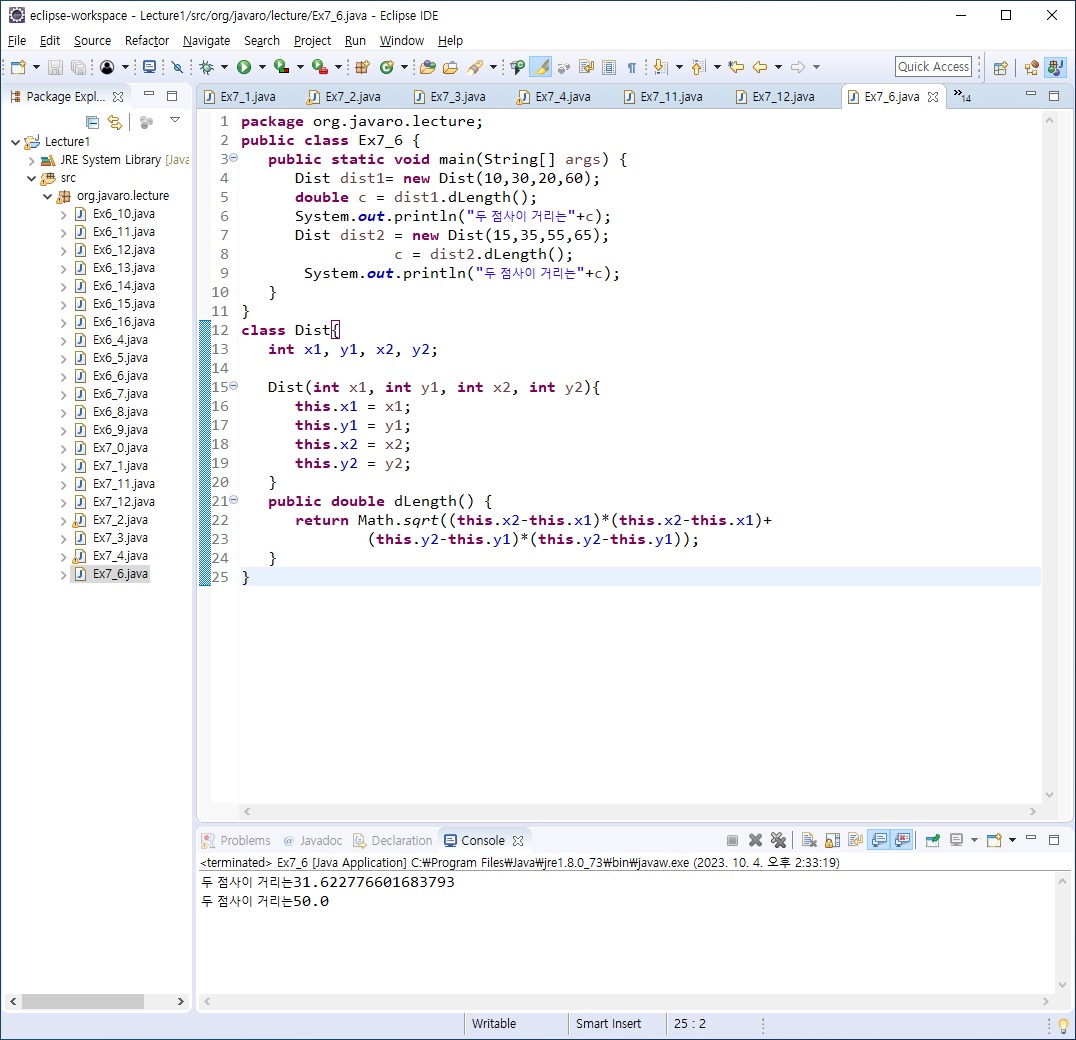 eclipse-workspace - Lecture1/src/org/javaro/lecture/Ex7_6.java - Eclipse IDE
File Edit Source Refactor Navigate Search Project Run Window Help
Quick Access
Package Expl...
Lecture1
JRE System Library [Java
src
org.javaro.lecture
Ex6_10.java
Ex6_11.java
Ex6_12.java
Ex6_13.java
Ex6_14.java
Ex6_15.java
Ex6_16.java
Ex6_4.java
Ex6_5.java
Ex6_6.java
Ex6_7.java
Ex6_8.java
Ex6_9.java
Ex7_0.java
Ex7_1.java
Ex7_11.java
Ex7_12.java
Ex7_2.java
Ex7_3.java
Ex7_4.java
Ex7_6.java
Ex7_1.java Ex7_2.java Ex7_3.java Ex7_4.java Ex7_11.java Ex7_12.java Ex7_6.java »14
1 package org.javaro.lecture;
2 public class Ex7_6 {
3 public static void main(String[] args) {
4 Dist dist1= new Dist(10,30,20,60);
5 double c = dist1.dLength();
6 System.out.println("두 점사이 거리는"+c);
7 Dist dist2 = new Dist(15,35,55,65);
8 c = dist2.dLength();
9 System.out.println("두 점사이 거리는"+c);
10 }
11 }
12 class Dist{
13 int x1, y1, x2, y2;
14
15 Dist(int x1, int y1, int x2, int y2){
16 this.x1 = x1;
17 this.y1 = y1;
18 this.x2 = x2;
19 this.y2 = y2;
20 }
21 public double dLength() {
22 return Math.sqrt((this.x2-this.x1)*(this.x2-this.x1)+
23 (this.y2-this.y1)*(this.y2-this.y1));
24 }
25 }
Problems Javadoc Declaration Console
<terminated> Ex7_6 [Java Application] C:₩Program Files₩Java₩jre1.8.0_73₩bin₩javaw.exe (2023. 10. 4. 오후 2:33:19)
두 점사이 거리는31.622776601683793
두 점사이 거리는50.0
Writable Smart Insert 25 : 2